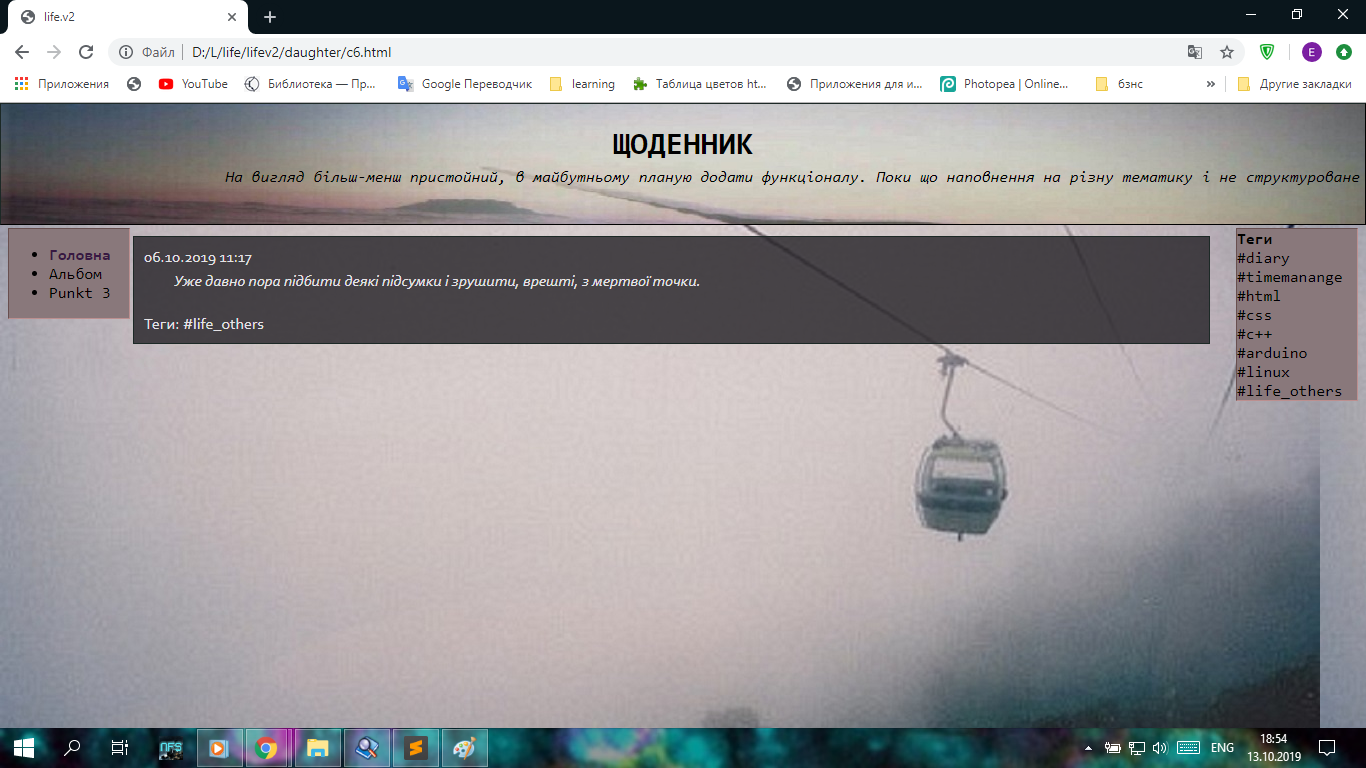 life.v2
Файл D:/L/life/lifev2/daughter/c6.html
E
Приложения YouTube Библиотека — Пр... Google Переводчик learning Таблица цветов ht... Приложения для и... Photopea | Online... бзнс » Другие закладки
ЩОДЕННИК
На вигляд більш-менш пристойний, в майбутньому планую додати функціоналу. Поки що наповнення на різну тематику і не структуроване
Головна
Альбом
Punkt 3
06.10.2019 11:17
Уже давно пора підбити деякі підсумки і зрушити, врешті, з мертвої точки.
Теги: #life_others
Теги
#diary
#timemanange
#html
#css
#c++
#arduino
#linux
#life_others
NFS
ENG
18:54
13.10.2019